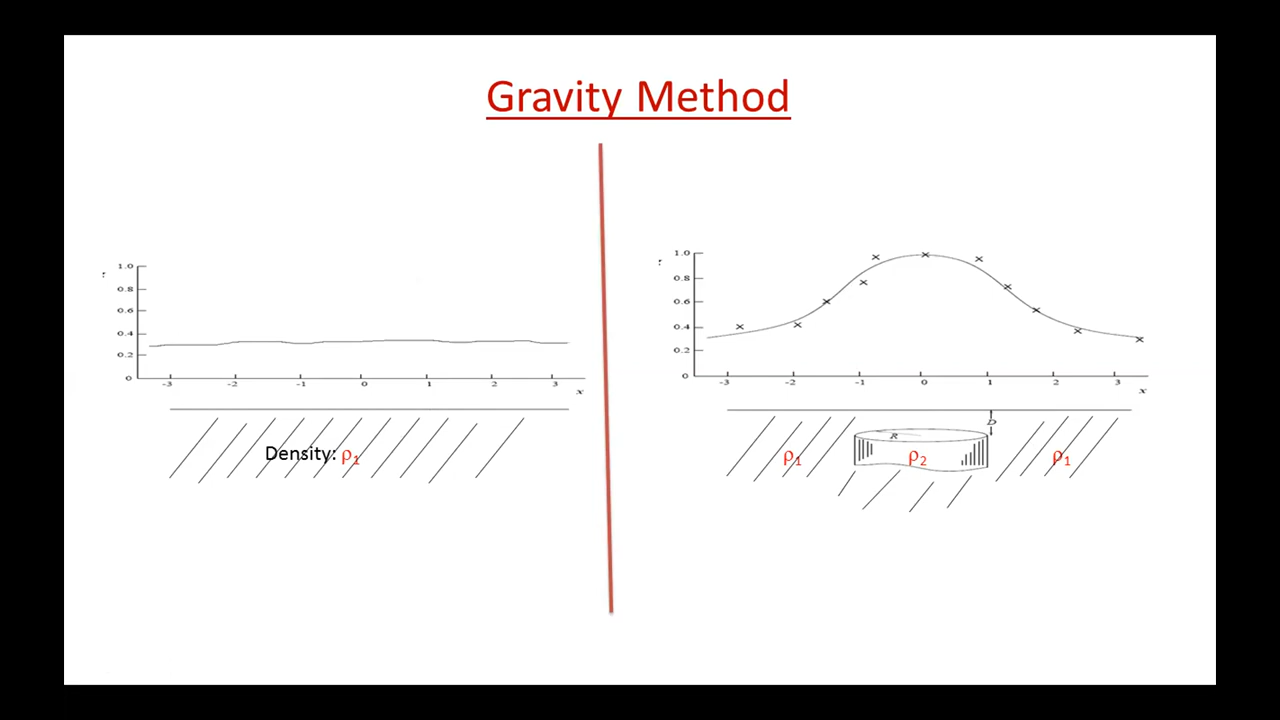 Gravity Method
1.0
0.8
0.6
0.4
0.2
0
-3 -2 -1 0 1 2 3
x
Density: ρ1
1.0
0.8
0.6
0.4
0.2
0
-3 -2 -1 0 1 2 3
x
D
R
ρ1 ρ2 ρ1